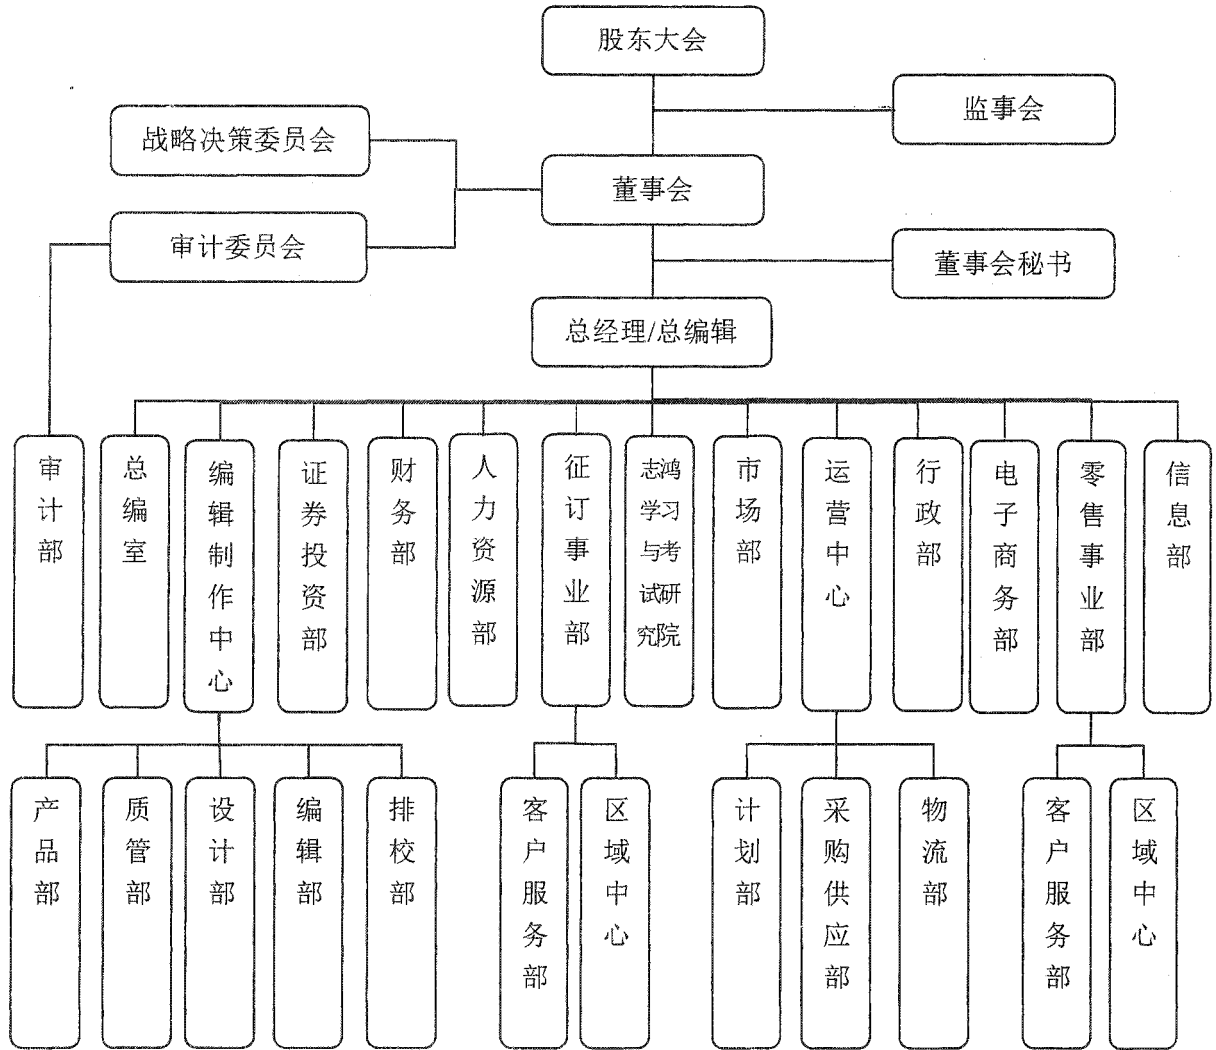 股东大会
监事会
战略决策委员会
董事会
审计委员会
董事会秘书
总经理/总编辑
审计部
总编室
编辑制作中心
证券投资部
财务部
人力资源部
征订事业部
志鸿
学习
与考
试研
究院
市场部
运营中心
行政部
电子商务部
零售事业部
信息部
产品部
质管部
设计部
编辑部
排校部
客户服务部
区域中心
计划部
采购供应部
物流部
客户服务部
区域中心